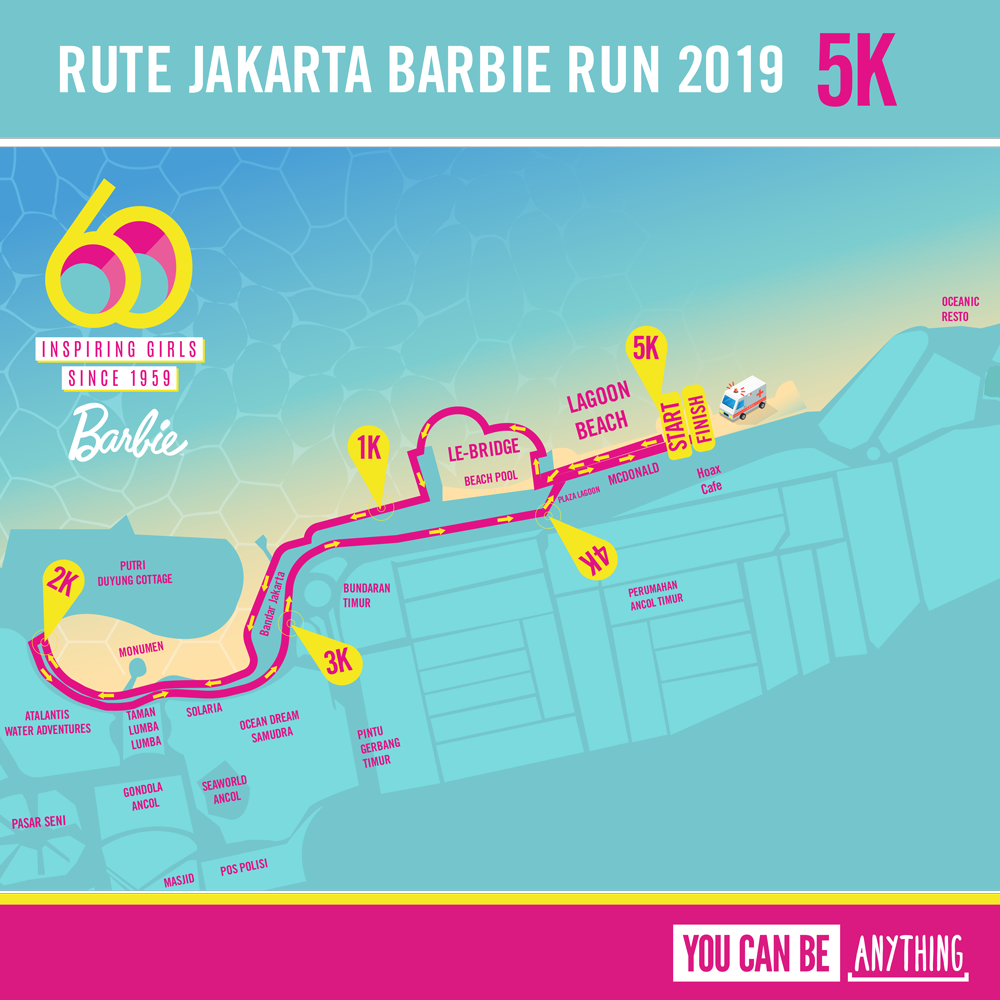 RUTE JAKARTA BARBIE RUN 2019 5K
60
INSPIRING GIRLS
SINCE 1959
Barbie
OCEANIC
RESTO
5K
LAGOON
BEACH
START
FINISH
1K
LE-BRIDGE
BEACH POOL
MCDONALD
PLAZA LAGOON
Hoax
Cafe
4K
2K
PUTRI
DUYUNG COTTAGE
Bandar Jakarta
BUNDARAN
TIMUR
PERUMAHAN
ANCOL TIMUR
MONUMEN
3K
ATALANTIS
WATER ADVENTURES
TAMAN
LUMBA
LUMBA
SOLARIA
OCEAN DREAM
SAMUDRA
PINTU
GERBANG
TIMUR
GONDOLA
ANCOL
SEAWORLD
ANCOL
PASAR SENI
MASJID
POS POLISI
YOU CAN BE ANYTHING